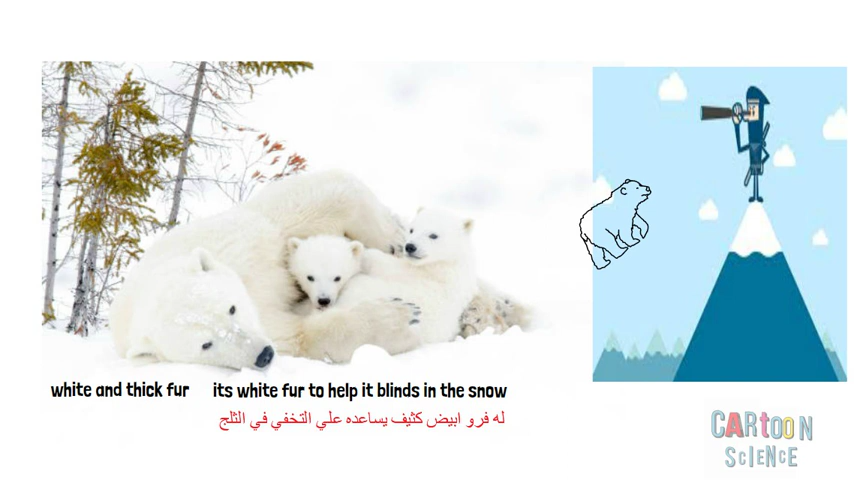 white and thick fur
its white fur to help it blinds in the snow
له فرو ابيض كثيف يساعده علي التخفي في الثلج
CARtOON
ScIeNcE